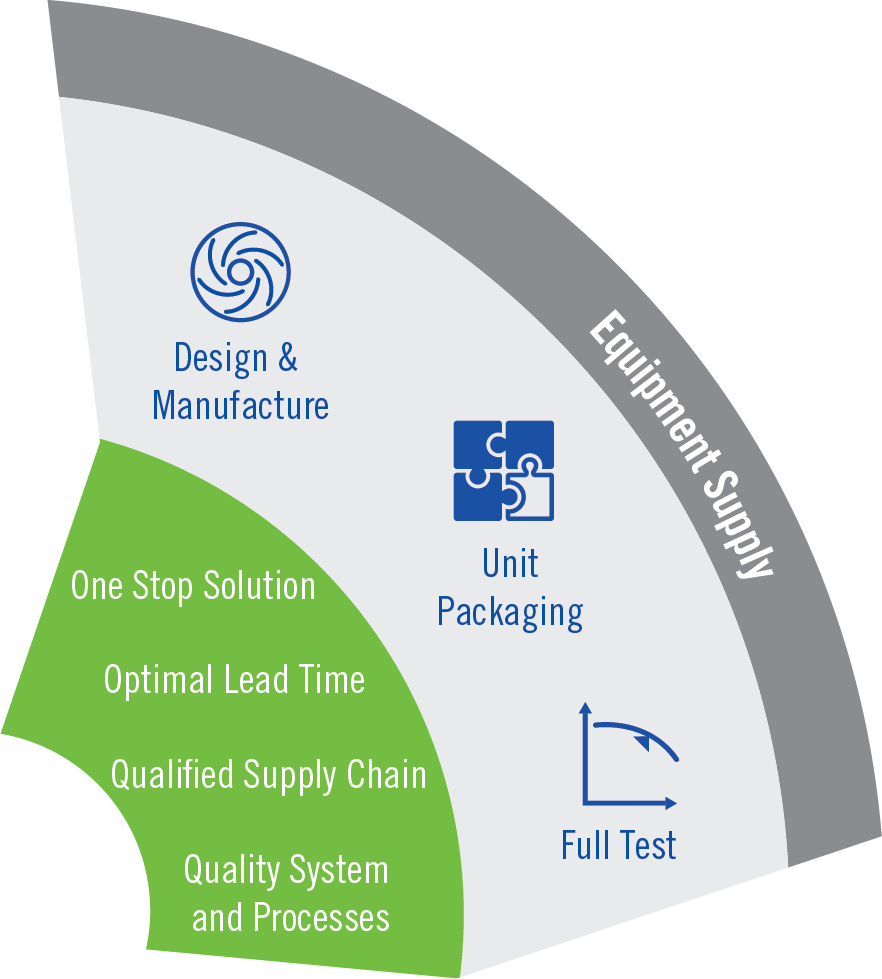 Equipment Supply
Design &
Manufacture
Unit
Packaging
Full Test
One Stop Solution
Optimal Lead Time
Qualified Supply Chain
Quality System
and Processes